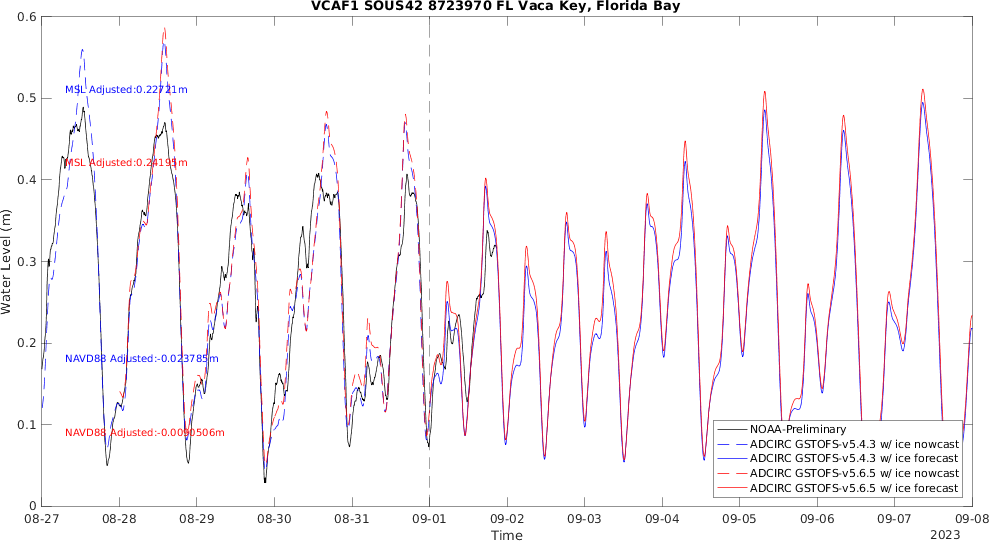 VCAF1 SOUS42 8723970 FL Vaca Key, Florida Bay
Water Level (m)
0.6
0.5
0.4
0.3
0.2
0.1
0
MSL Adjusted:0.22721m
MSL Adjusted:0.24195m
NAVD88 Adjusted:-0.023785m
NAVD88 Adjusted:-0.0090506m
NOAA-Preliminary
ADCIRC GSTOFS-v5.4.3 w/ ice nowcast
ADCIRC GSTOFS-v5.4.3 w/ ice forecast
ADCIRC GSTOFS-v5.6.5 w/ ice nowcast
ADCIRC GSTOFS-v5.6.5 w/ ice forecast
08-27 08-28 08-29 08-30 08-31 09-01 09-02 09-03 09-04 09-05 09-06 09-07 09-08
Time
2023